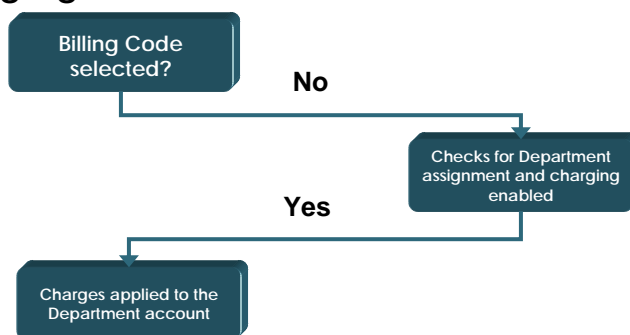 Billing Code
selected?
No
Checks for Department
assignment and charging
enabled
Yes
Charges applied to the
Department account